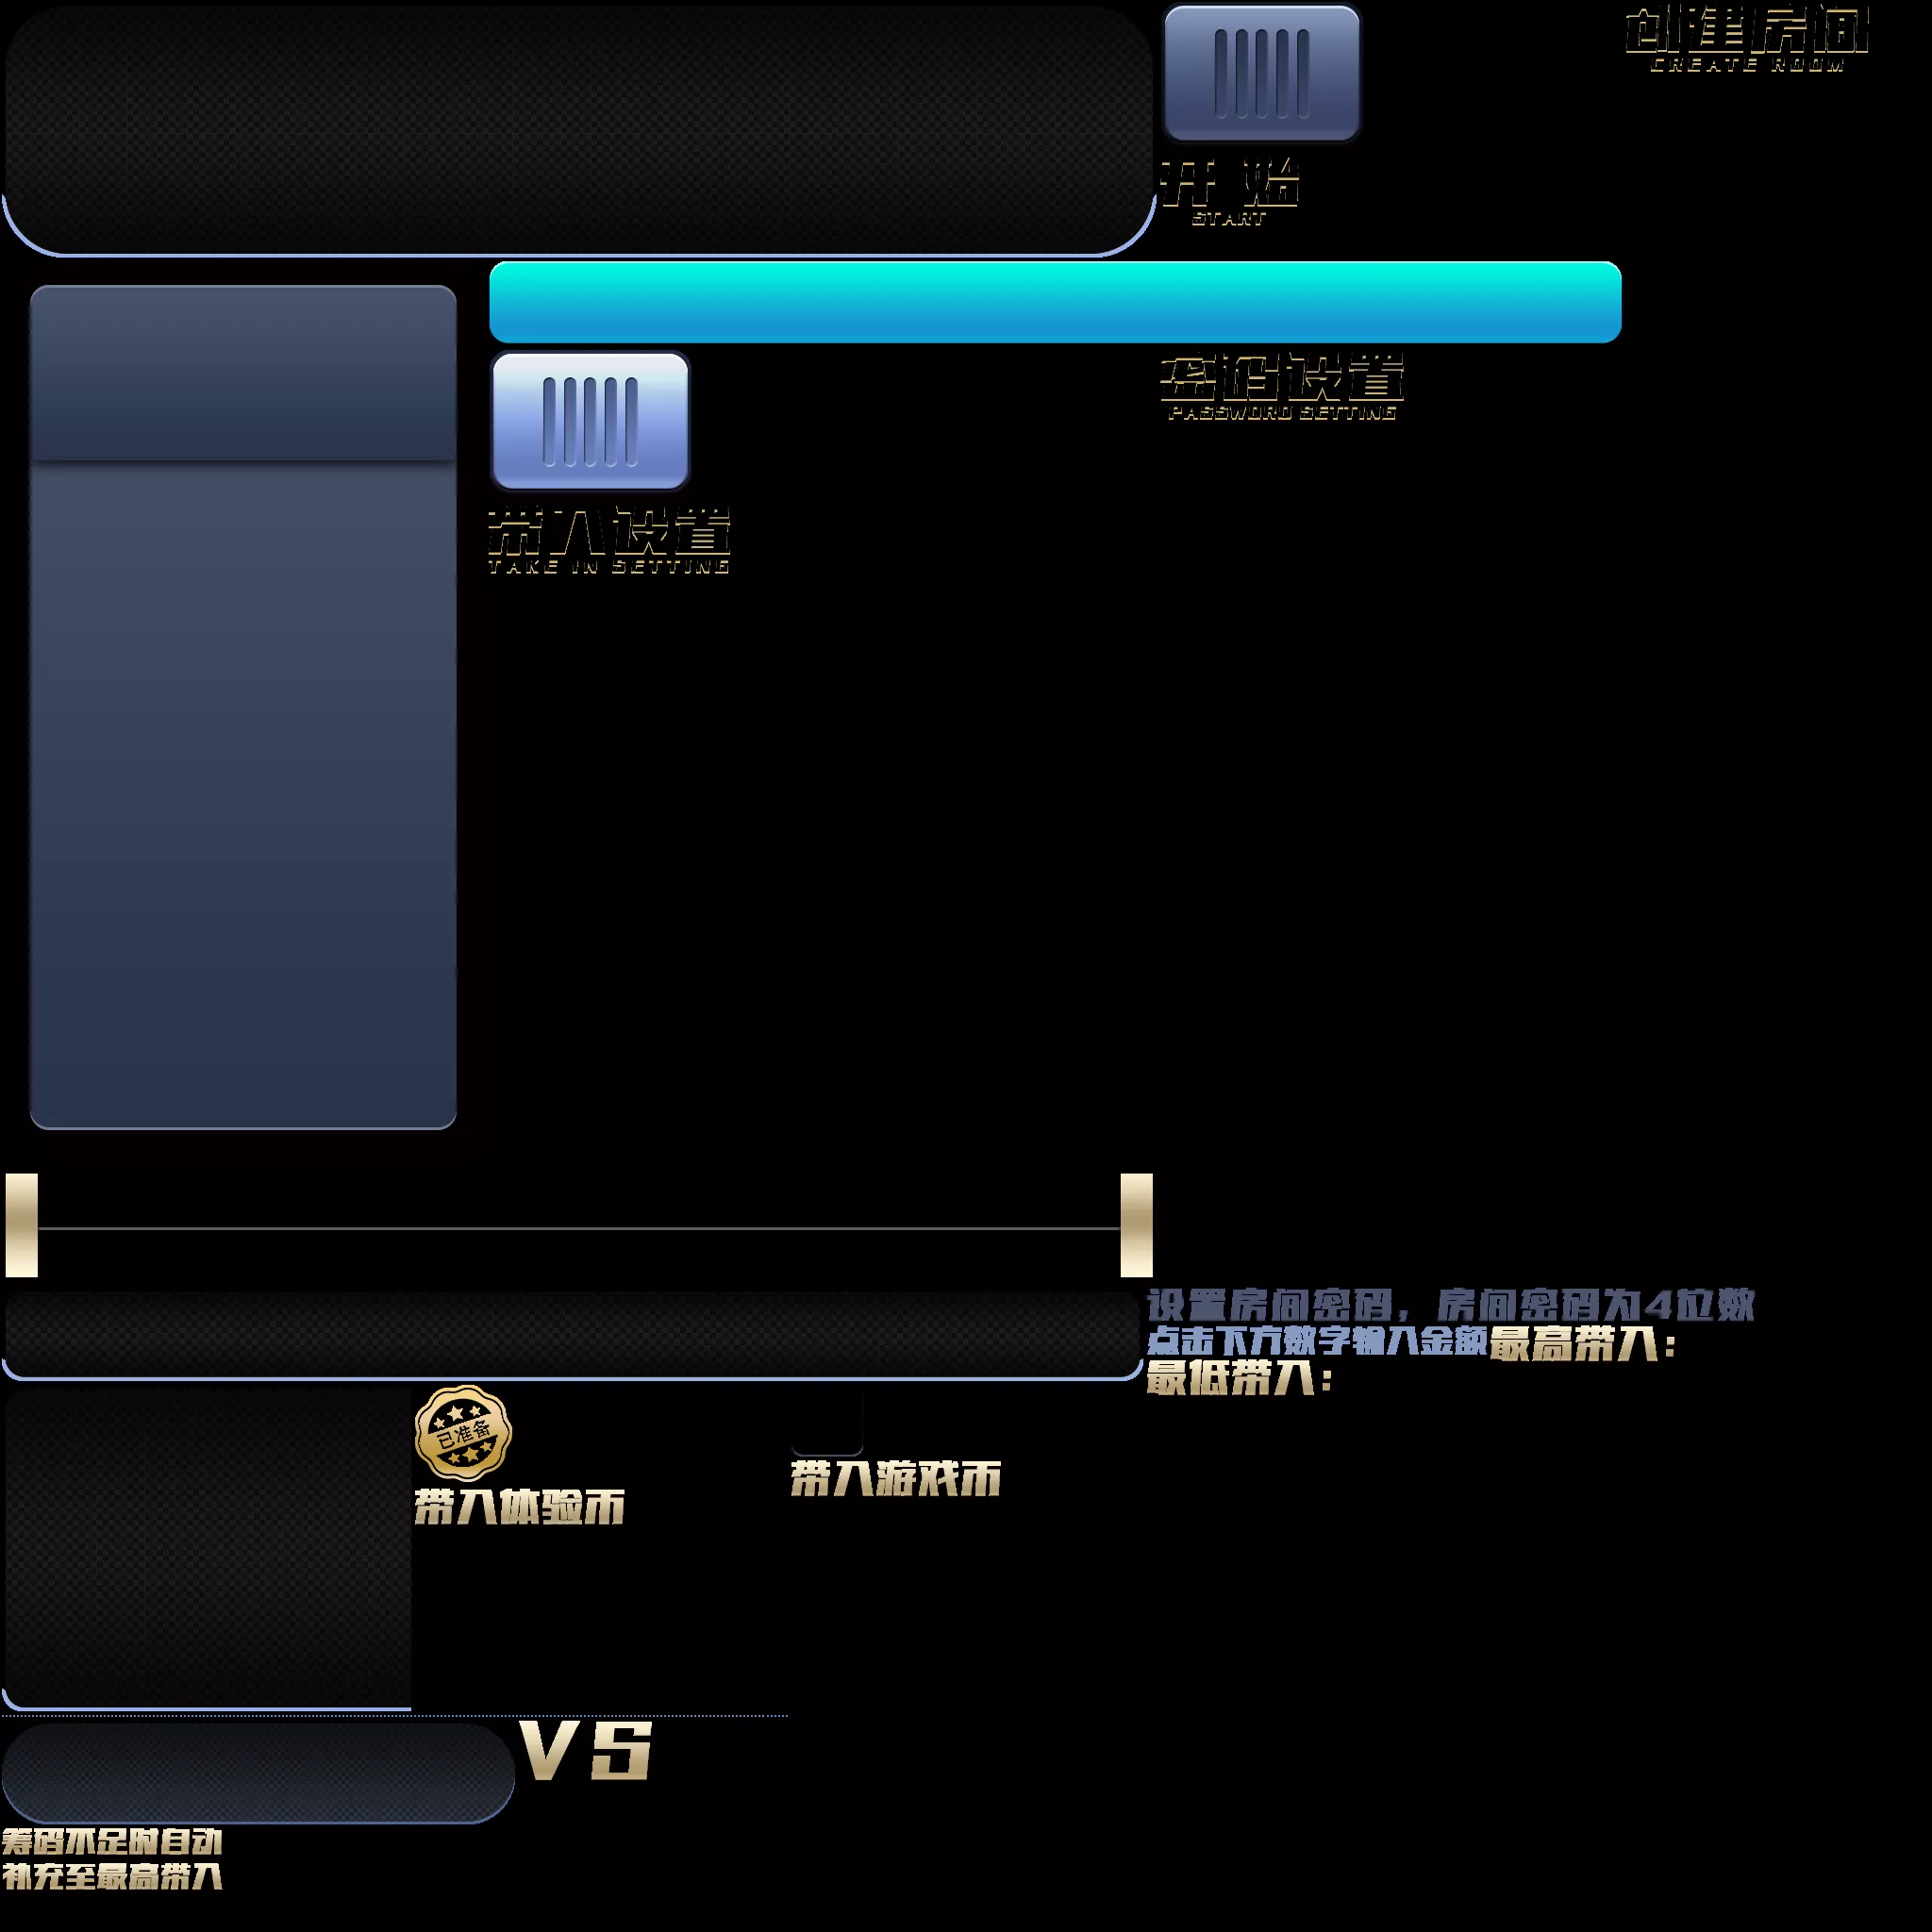 创建房间
CREATE ROOM
开 始
START
密码设置
PASSWORD SETTING
带入设置
TAKE IN SETTING
设置房间密码，房间密码为4位数
点击下方数字输入金额
最高带入：
最低带入：
已准备
带入游戏币
带入体验币
VS
筹码不足时自动
补充至最高带入